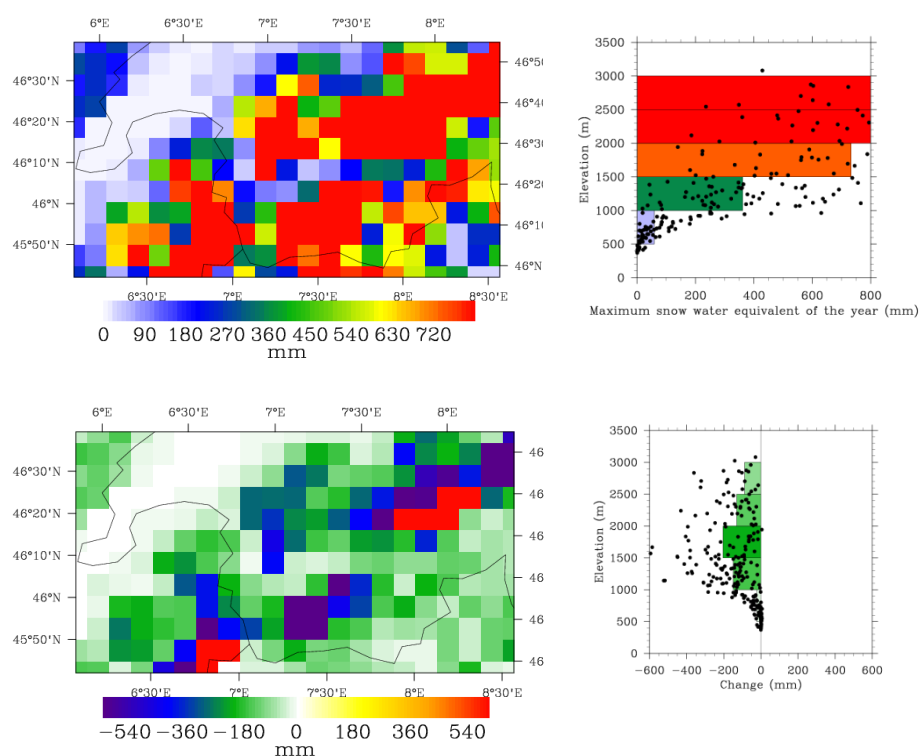 6°E 6°30'E 7°E 7°30'E 8°E
46°30'N
46°20'N
46°10'N
46°N
45°50'N
46°50
46°40
46°30
46°20
46°10
46°N
6°30'E 7°E 7°30'E 8°E 8°30'E
0 90 180 270 360 450 540 630 720
mm
3500
3000
2500
2000
1500
1000
500
0
Elevation (m)
0 200 400 600 800
Maximum snow water equivalent of the year (mm)
6°E 6°30'E 7°E 7°30'E 8°E
46°30'N
46°20'N
46°10'N
46°N
45°50'N
46
46
46
46
46
46
6°30'E 7°E 7°30'E 8°E 8°30'E
−540 −360 −180 0 180 360 540
mm
3500
3000
2500
2000
1500
1000
500
0
Elevation (m)
−600 −400 −200 0 200 400 600
Change (mm)